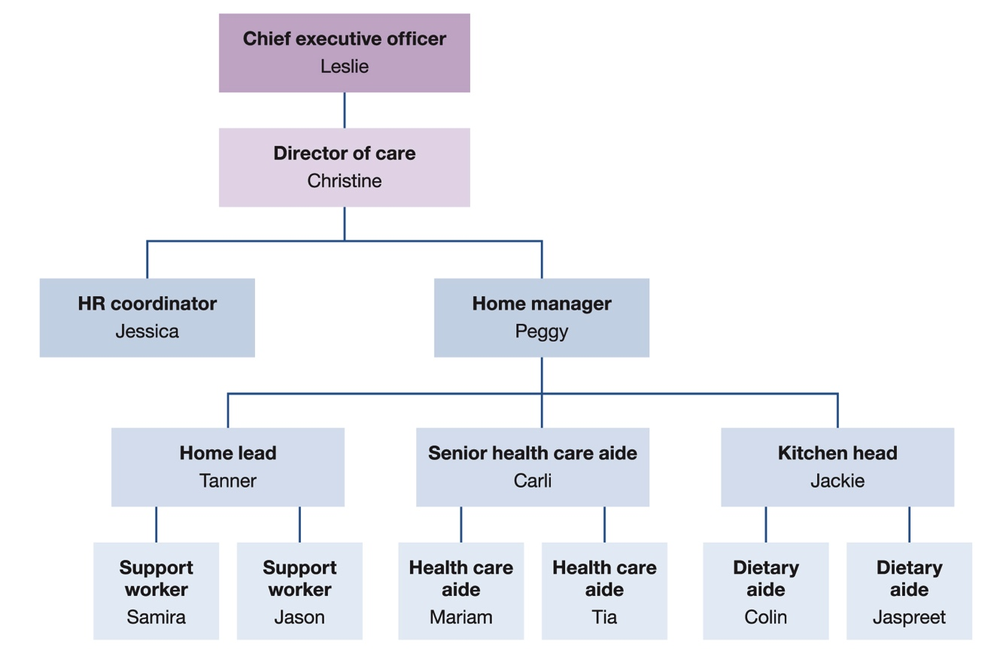 Chief executive officer
Leslie
Director of care
Christine
HR coordinator
Jessica
Home manager
Peggy
Home lead
Tanner
Senior health care aide
Carli
Kitchen head
Jackie
Support
worker
Samira
Support
worker
Jason
Health care
aide
Mariam
Health care
aide
Tia
Dietary
aide
Colin
Dietary
aide
Jaspreet